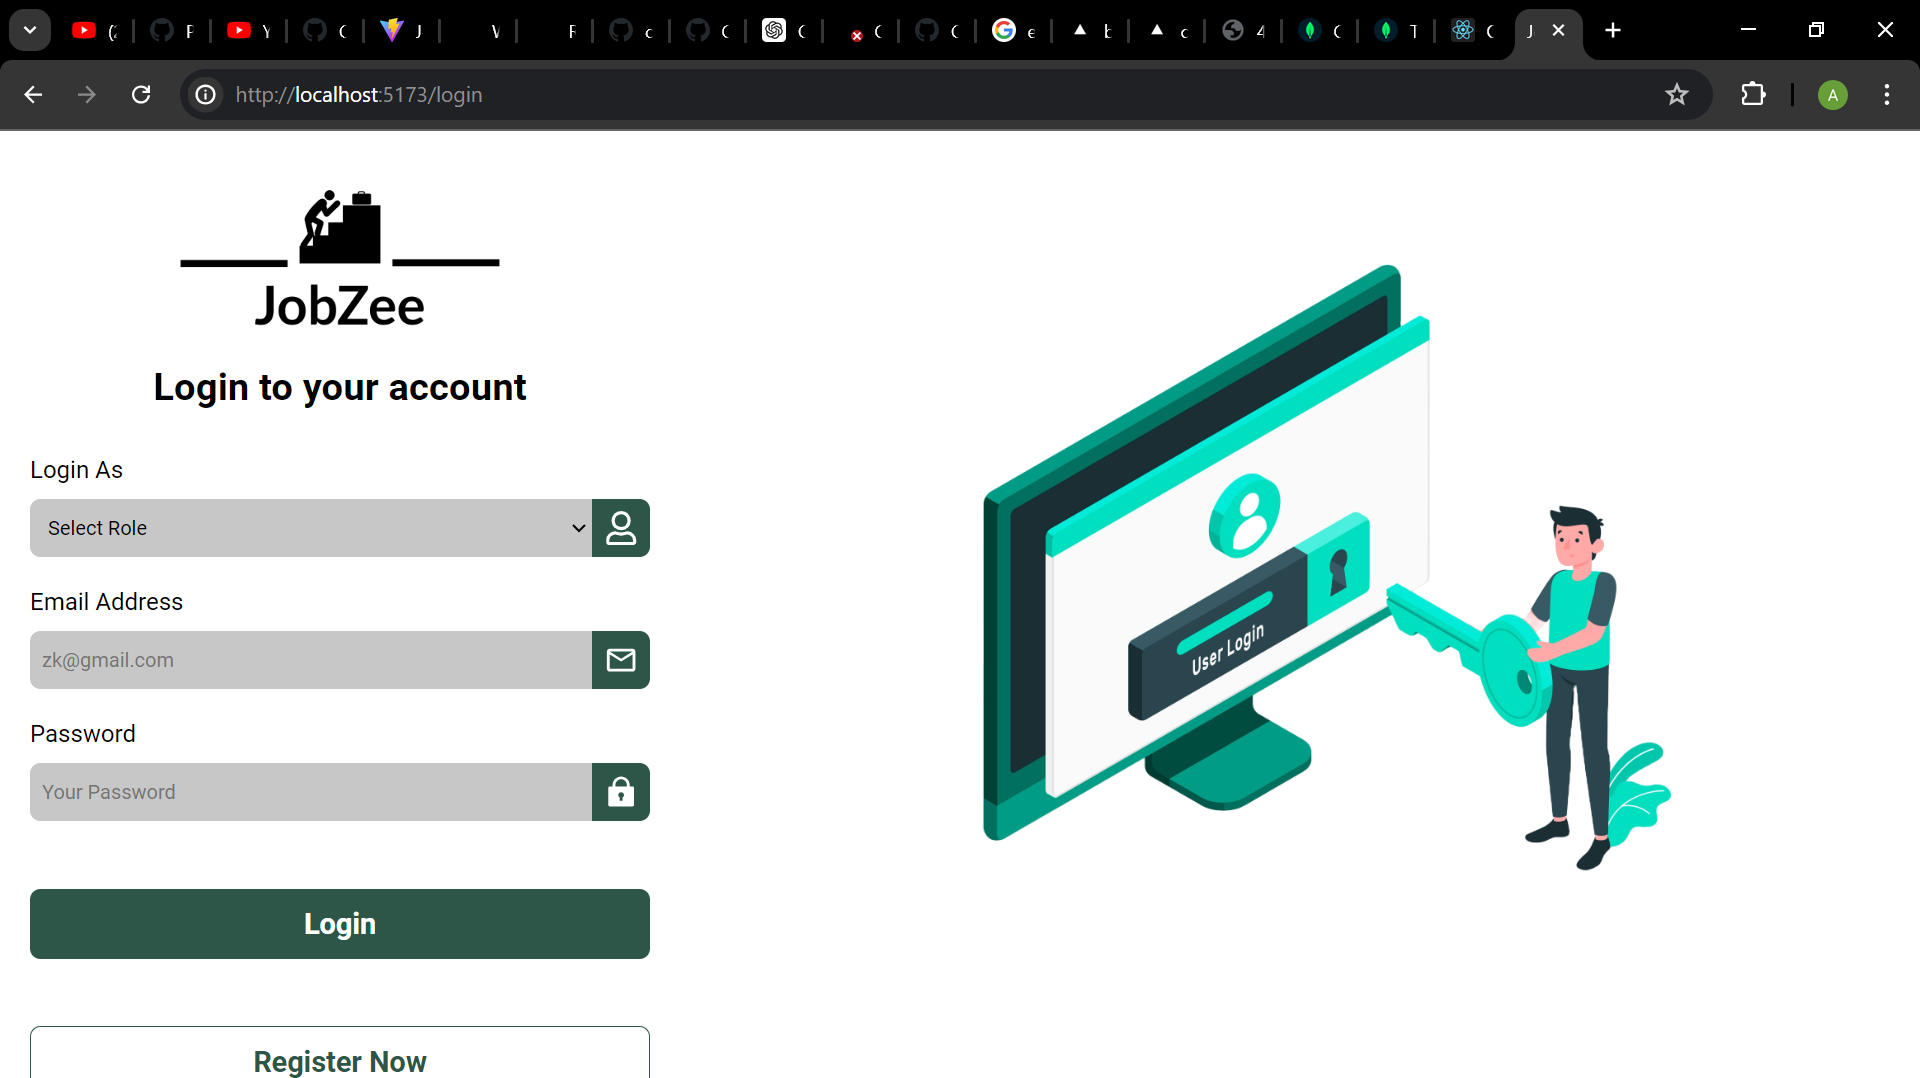 http://localhost:5173/login
A
JobZee
Login to your account
Login As
Select Role
Email Address
zk@gmail.com
Password
Your Password
Login
Register Now
User Login